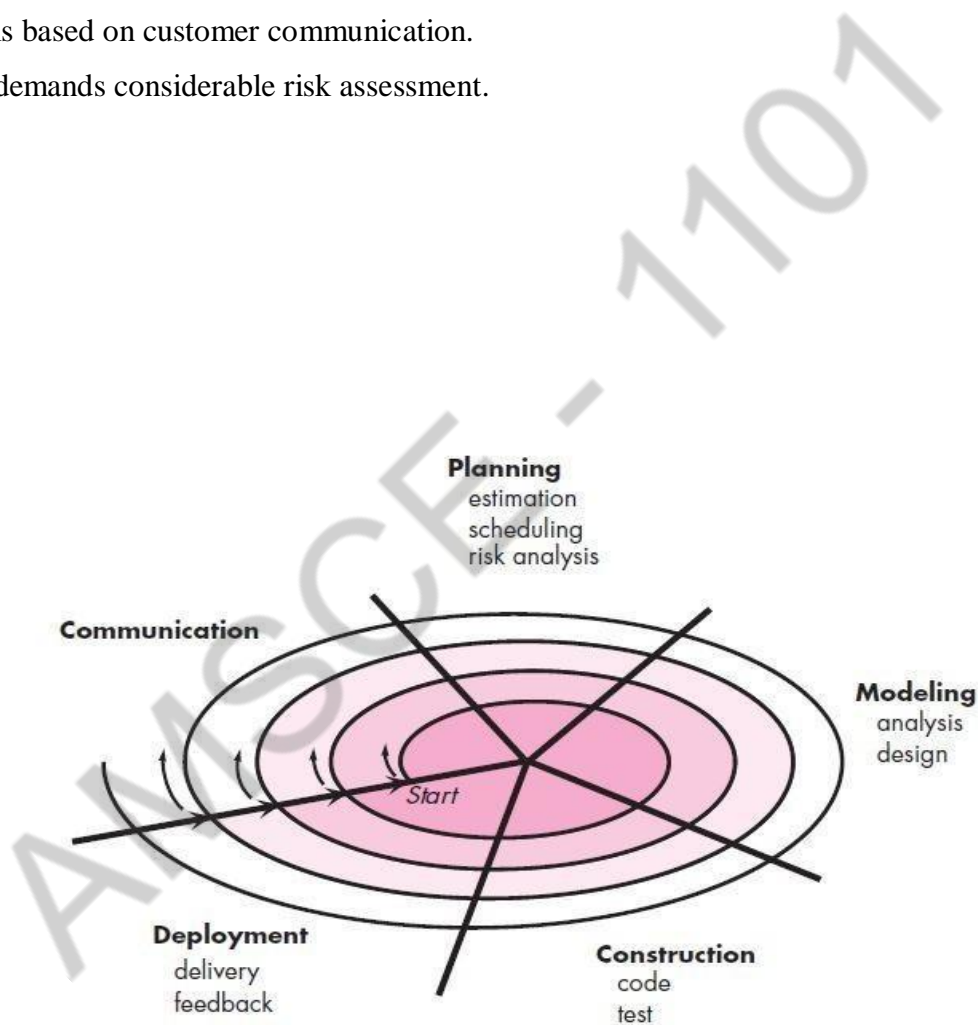 s based on customer communication.
demands considerable risk assessment.
AMSCE - 1101
Planning
estimation
scheduling
risk analysis
Communication
Modeling
analysis
design
Start
Deployment
delivery
feedback
Construction
code
test